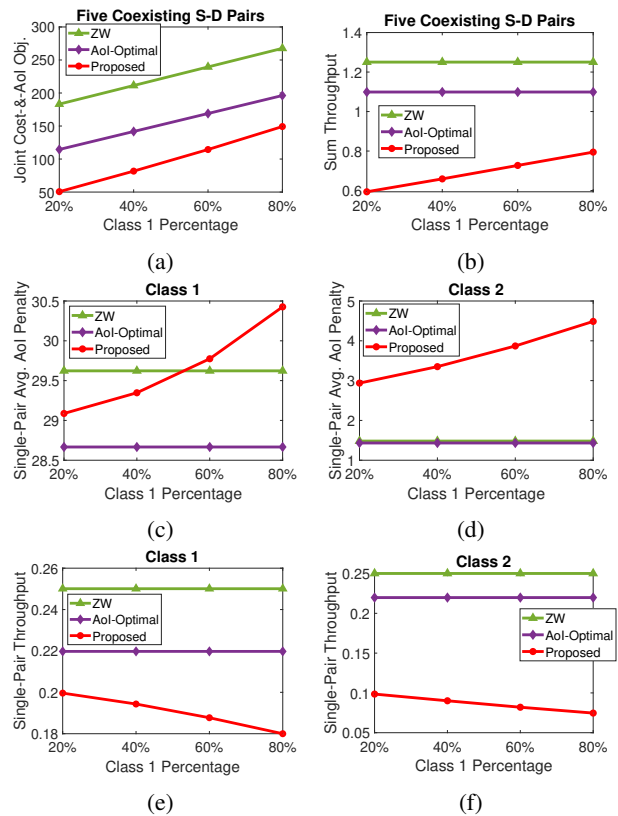 Five Coexisting S-D Pairs
Joint Cost-&-AoI Obj.
300
250
200
150
100
50
ZW
AoI-Optimal
Proposed
20% 40% 60% 80%
Class 1 Percentage
(a)
Five Coexisting S-D Pairs
Sum Throughput
1.4
1.2
1
0.8
0.6
ZW
AoI-Optimal
Proposed
20% 40% 60% 80%
Class 1 Percentage
(b)
Class 1
Single-Pair Avg. AoI Penalty
30.5
30
29.5
29
28.5
ZW
AoI-Optimal
Proposed
20% 40% 60% 80%
Class 1 Percentage
(c)
Class 2
Single-Pair Avg. AoI Penalty
5
4
3
2
1
ZW
AoI-Optimal
Proposed
20% 40% 60% 80%
Class 1 Percentage
(d)
Class 1
Single-Pair Throughput
0.26
0.24
0.22
0.2
0.18
ZW
AoI-Optimal
Proposed
20% 40% 60% 80%
Class 1 Percentage
(e)
Class 2
Single-Pair Throughput
0.25
0.2
0.15
0.1
0.05
ZW
AoI-Optimal
Proposed
20% 40% 60% 80%
Class 1 Percentage
(f)